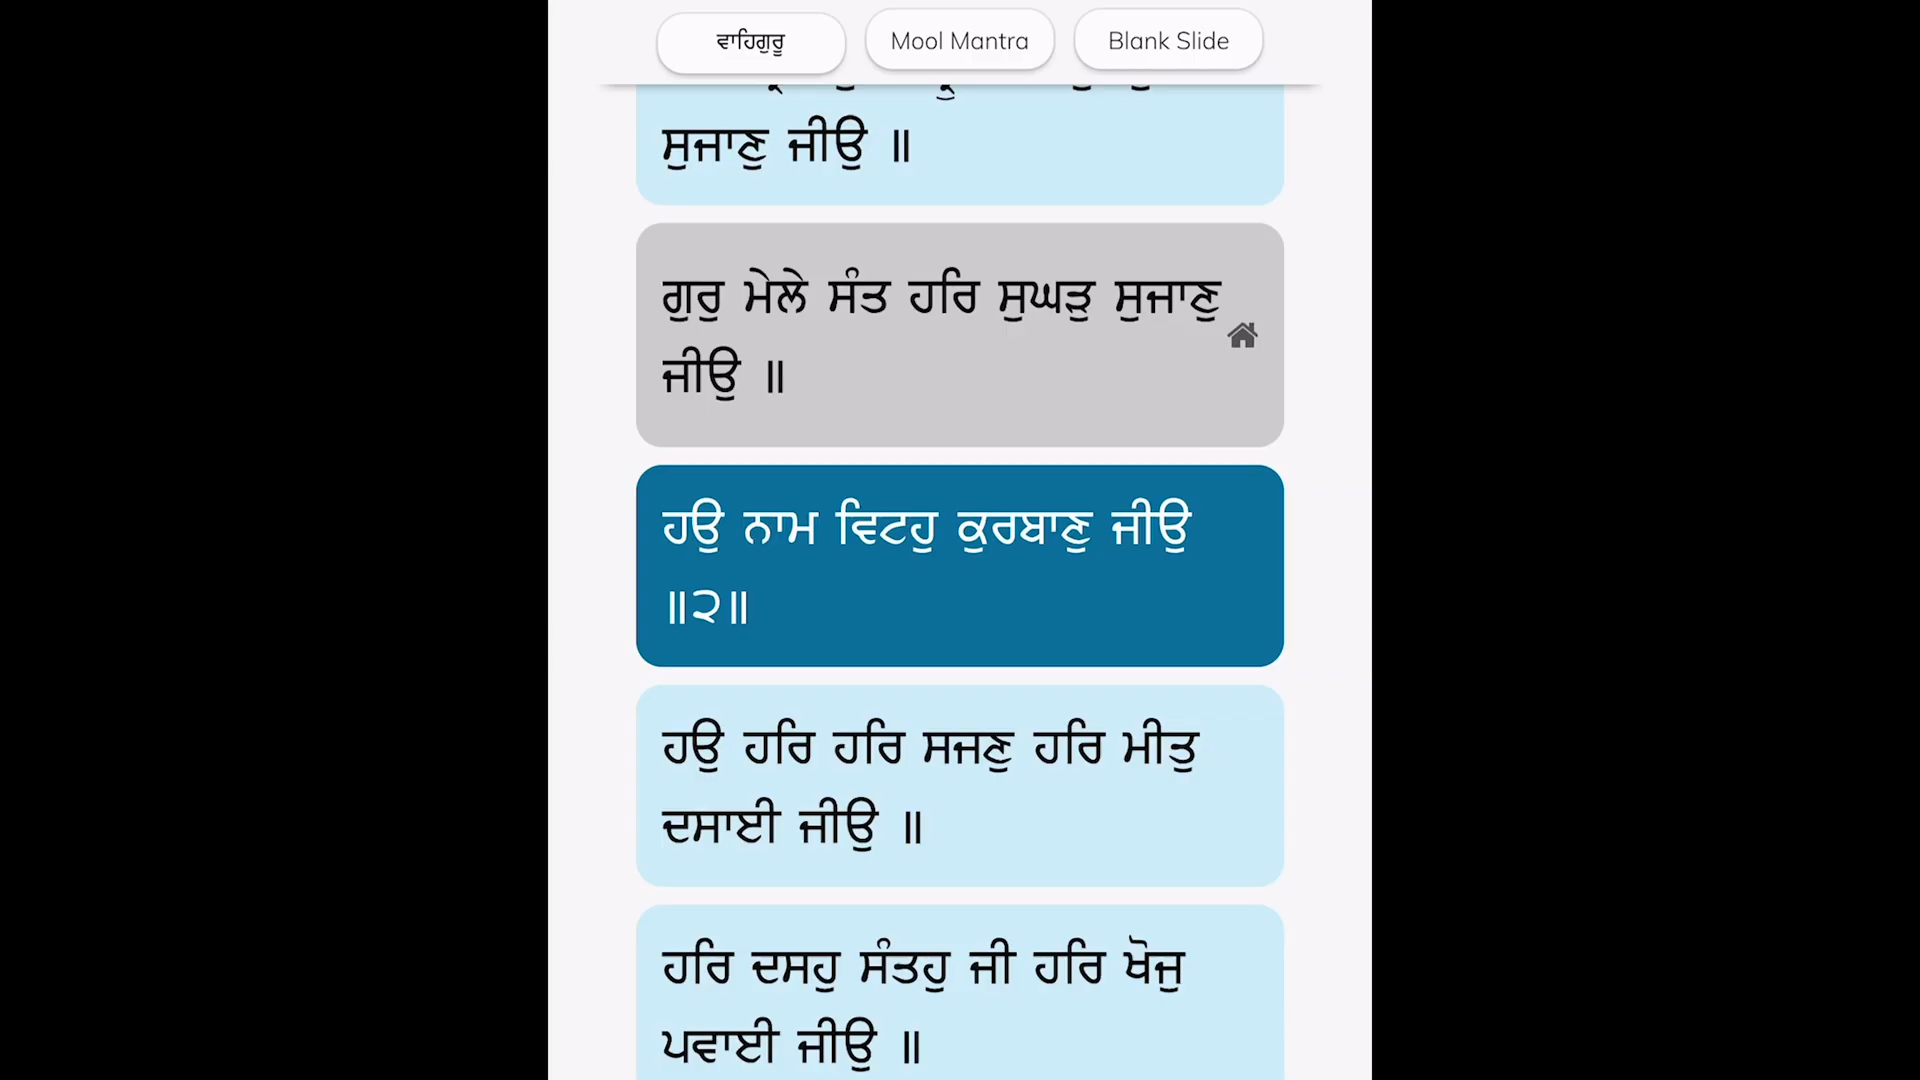 ਵਾਹਿਗੁਰੂ
Mool Mantra
Blank Slide
ਸੁਜਾਣੁ ਜੀਉ ॥
ਗੁਰੁ ਮੇਲੇ ਸੰਤ ਹਰਿ ਸੁਘੜੁ ਸੁਜਾਣੁ
ਜੀਉ ॥
ਹਉ ਨਾਮ ਵਿਟਹੁ ਕੁਰਬਾਣੁ ਜੀਉ
॥੨॥
ਹਉ ਹਰਿ ਹਰਿ ਸਜਣੁ ਹਰਿ ਮੀਤੁ
ਦਸਾਈ ਜੀਉ ॥
ਹਰਿ ਦਸਹੁ ਸੰਤਹੁ ਜੀ ਹਰਿ ਖੋਜੁ
ਪਵਾਈ ਜੀਉ ॥